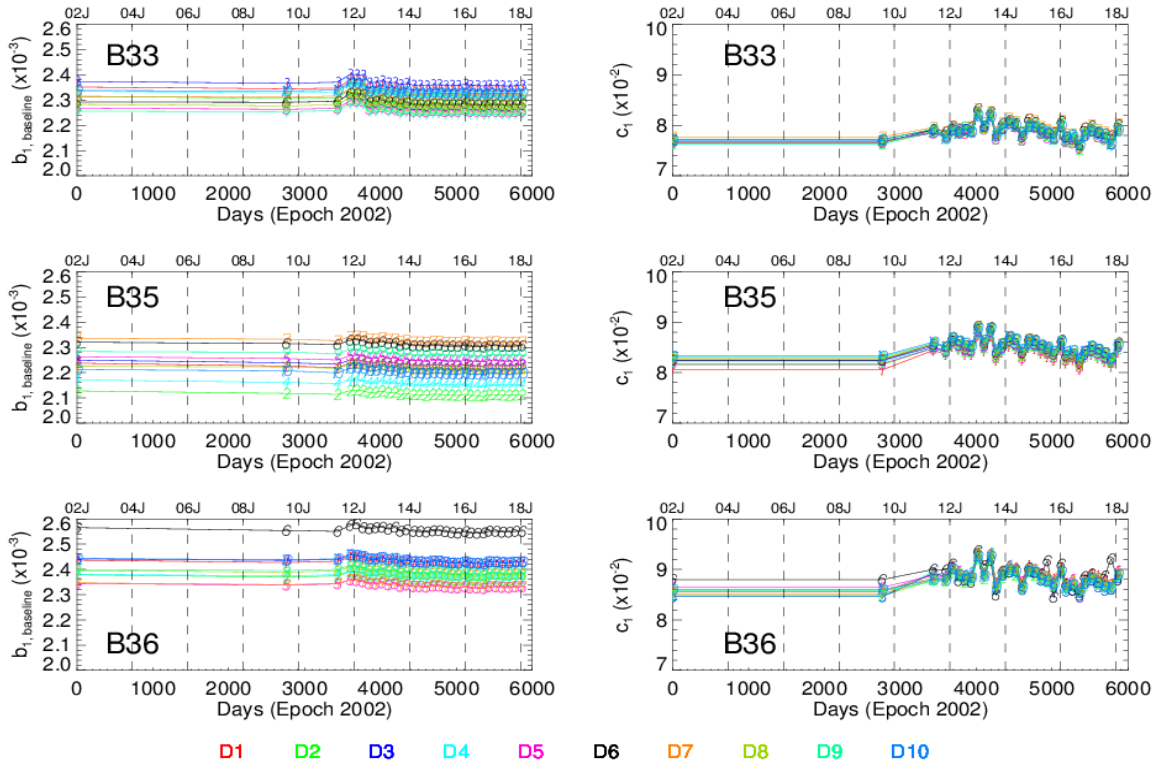 02J 04J 06J 08J 10J 12J 14J 16J 18J
2.6
2.5
2.4
2.3
2.2
2.1
2.0
b1, baseline (x10-3)
B33
0 1000 2000 3000 4000 5000 6000
Days (Epoch 2002)
02J 04J 06J 08J 10J 12J 14J 16J 18J
10
9
8
7
c1 (x10-2)
B33
0 1000 2000 3000 4000 5000 6000
Days (Epoch 2002)
02J 04J 06J 08J 10J 12J 14J 16J 18J
2.6
2.5
2.4
2.3
2.2
2.1
2.0
b1, baseline (x10-3)
B35
0 1000 2000 3000 4000 5000 6000
Days (Epoch 2002)
02J 04J 06J 08J 10J 12J 14J 16J 18J
10
9
8
7
c1 (x10-2)
B35
0 1000 2000 3000 4000 5000 6000
Days (Epoch 2002)
02J 04J 06J 08J 10J 12J 14J 16J 18J
2.6
2.5
2.4
2.3
2.2
2.1
2.0
b1, baseline (x10-3)
B36
0 1000 2000 3000 4000 5000 6000
Days (Epoch 2002)
02J 04J 06J 08J 10J 12J 14J 16J 18J
10
9
8
7
c1 (x10-2)
B36
0 1000 2000 3000 4000 5000 6000
Days (Epoch 2002)
D1 D2 D3 D4 D5 D6 D7 D8 D9 D10